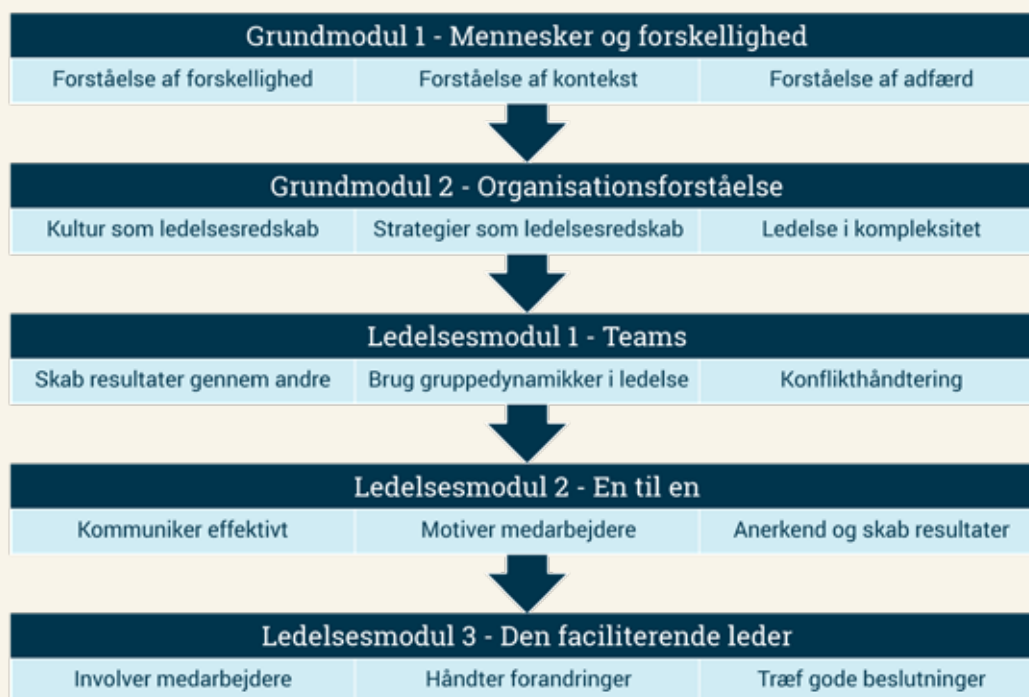 Grundmodul 1 - Mennesker og forskellighed
Forståelse af forskellighed Forståelse af kontekst Forståelse af adfærd
Grundmodul 2 - Organisationsforståelse
Kultur som ledelsesredskab Strategier som ledelsesredskab Ledelse i kompleksitet
Ledelsesmodul 1 - Teams
Skab resultater gennem andre Brug gruppedynamikker i ledelse Konflikthåndtering
Ledelsesmodul 2 - En til en
Kommuniker effektivt Motiver medarbejdere Anerkend og skab resultater
Ledelsesmodul 3 - Den faciliterende leder
Involver medarbejdere Håndter forandringer Træf gode beslutninger